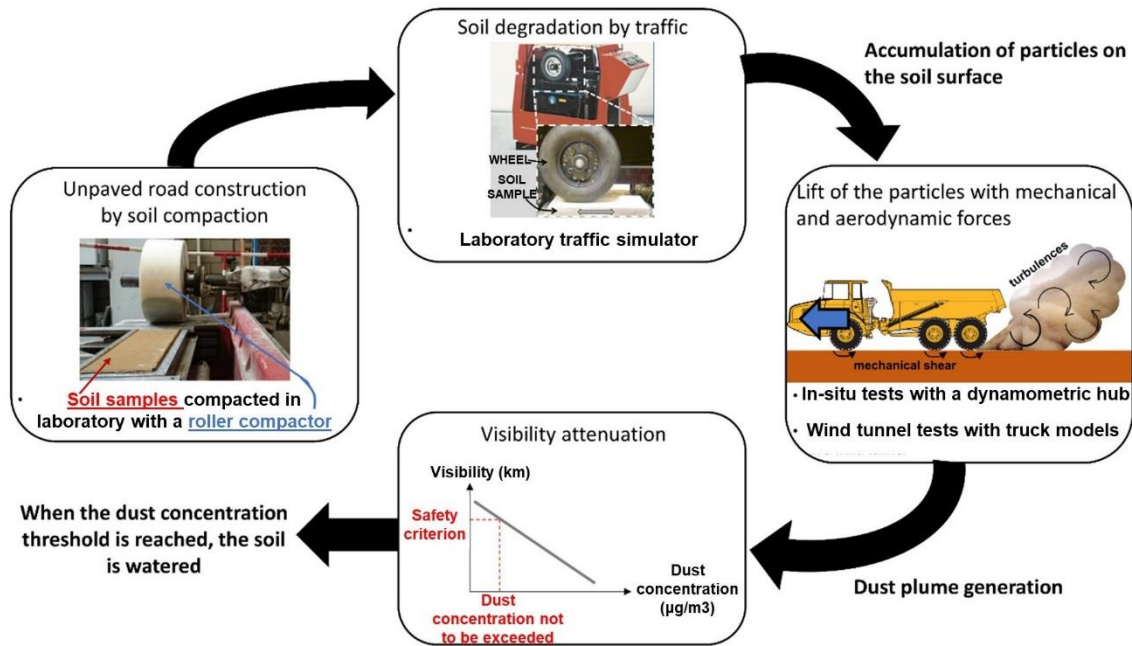 Soil degradation by traffic
WHEEL
SOIL
SAMPLE
Laboratory traffic simulator
Accumulation of particles on
the soil surface
Unpaved road construction
by soil compaction
Soil samples compacted in
laboratory with a roller compactor
Lift of the particles with mechanical
and aerodynamic forces
turbulences
mechanical shear
• In-situ tests with a dynamometric hub
• Wind tunnel tests with truck models
Dust plume generation
Visibility attenuation
Visibility (km)
Safety
criterion
Dust
concentration
(µg/m3)
Dust
concentration not
to be exceeded
When the dust concentration
threshold is reached, the soil
is watered